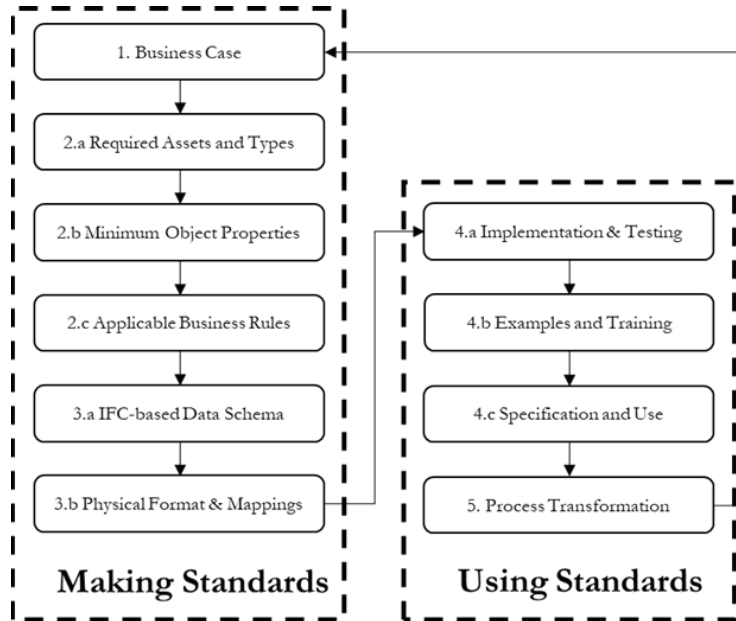 1. Business Case
2.a Required Assets and Types
2.b Minimum Object Properties
2.c Applicable Business Rules
3.a IFC-based Data Schema
3.b Physical Format & Mappings
Making Standards
4.a Implementation & Testing
4.b Examples and Training
4.c Specification and Use
5. Process Transformation
Using Standards